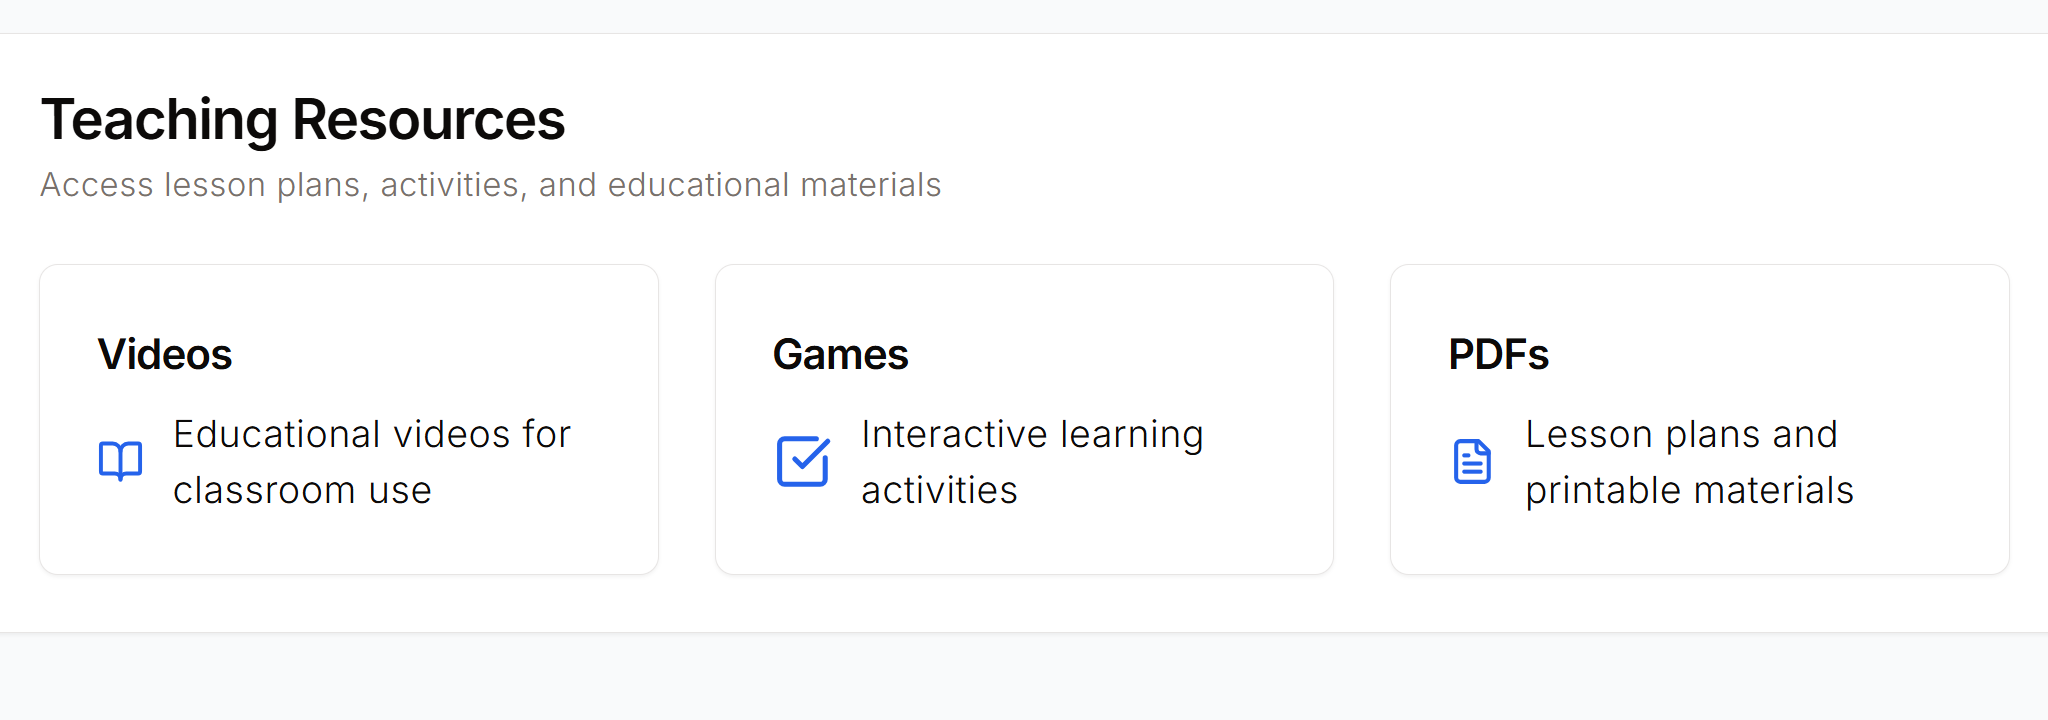 Teaching Resources
Access lesson plans, activities, and educational materials
Videos
Educational videos for
classroom use
Games
Interactive learning
activities
PDFs
Lesson plans and
printable materials